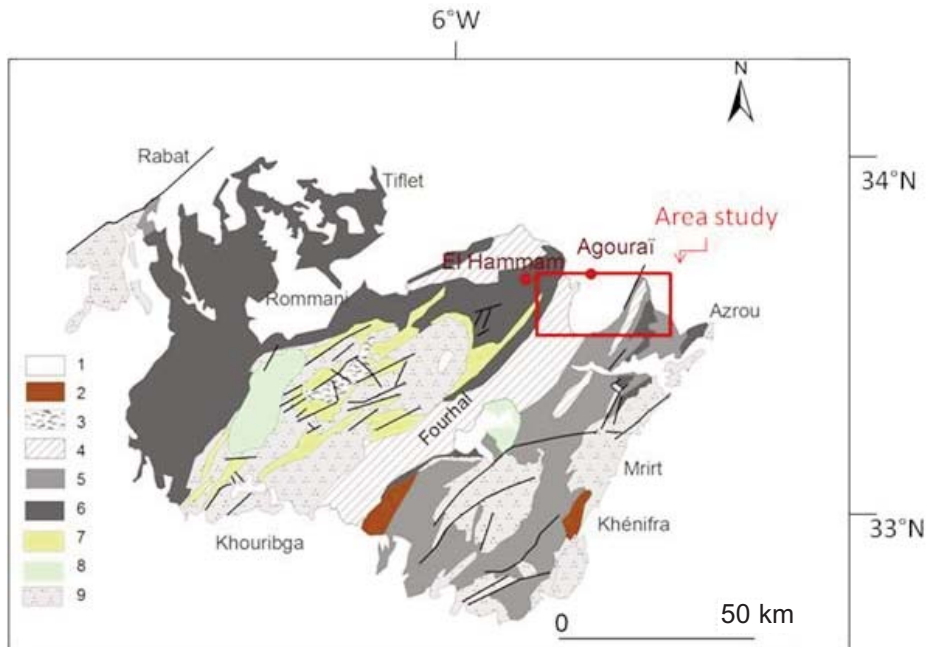 6°W
N
Rabat
34°N
Tiflet
Area study
Agouraï
El Hammam
Rommani
Azrou
1
2
3
4
5
6
7
8
9
Fourhal
Mrirt
Khénifra
Khouribga
33°N
0 50 km